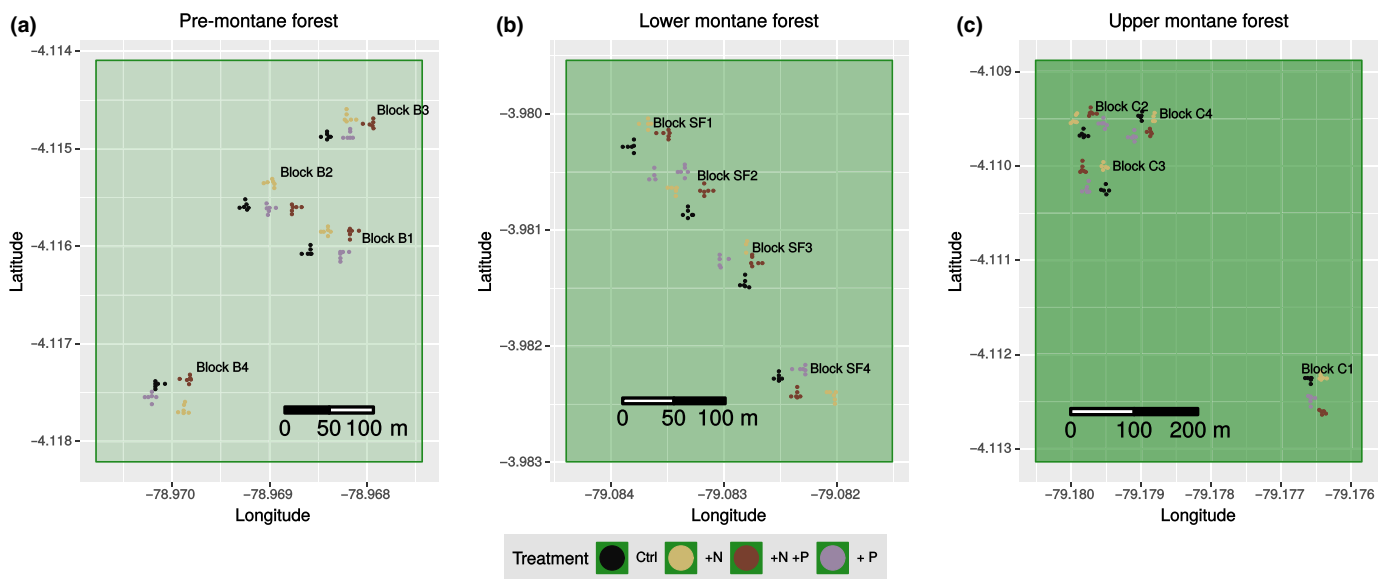 (a) Pre-montane forest
−4.114
−4.115
−4.116
−4.117
−4.118
Latitude
Block B3
Block B2
Block B1
Block B4
0 50 100 m
−78.970 −78.969 −78.968
Longitude
(b) Lower montane forest
−3.980
−3.981
−3.982
−3.983
Latitude
Block SF1
Block SF2
Block SF3
Block SF4
0 50 100 m
−79.084 −79.083 −79.082
Longitude
(c) Upper montane forest
−4.109
−4.110
−4.111
−4.112
−4.113
Latitude
Block C2
Block C4
Block C3
Block C1
0 100 200 m
−79.180 −79.179 −79.178 −79.177 −79.176
Longitude
Treatment Ctrl +N +N +P + P